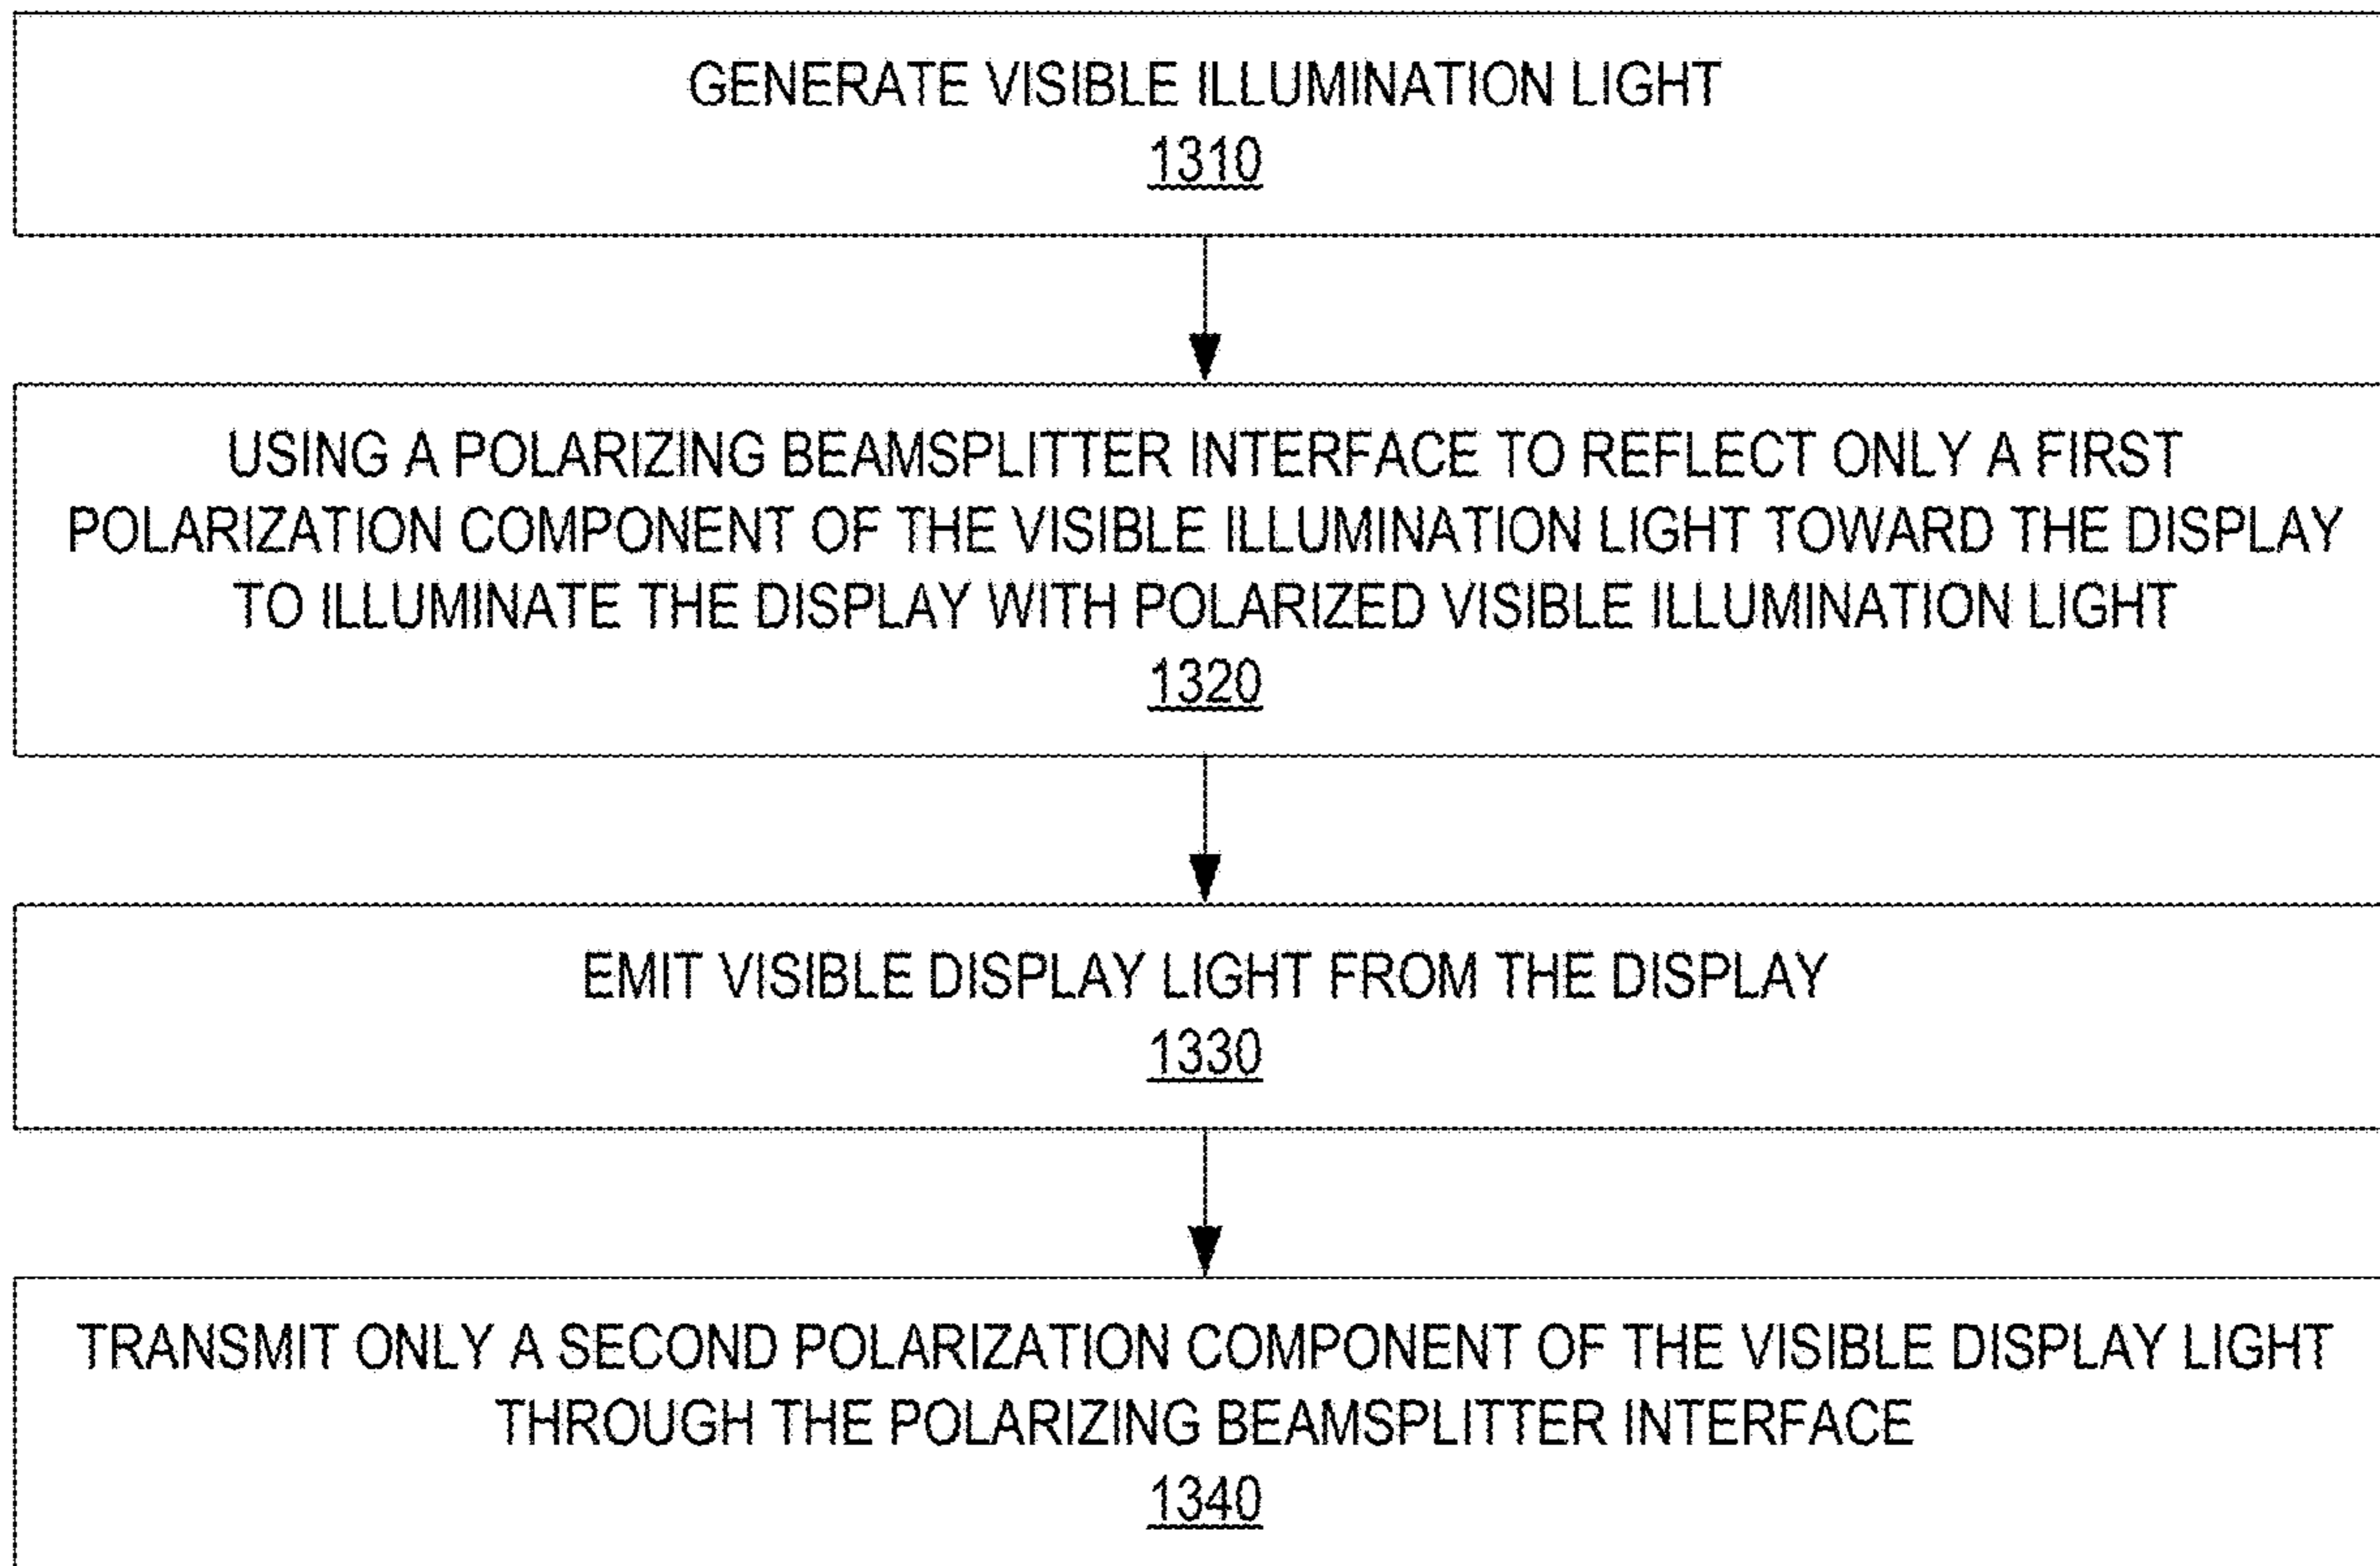 GENERATE VISIBLE ILLUMINATION LIGHT
1310
USING A POLARIZING BEAMSPLITTER INTERFACE TO REFLECT ONLY A FIRST
POLARIZATION COMPONENT OF THE VISIBLE ILLUMINATION LIGHT TOWARD THE DISPLAY
TO ILLUMINATE THE DISPLAY WITH POLARIZED VISIBLE ILLUMINATION LIGHT
1320
EMIT VISIBLE DISPLAY LIGHT FROM THE DISPLAY
1330
TRANSMIT ONLY A SECOND POLARIZATION COMPONENT OF THE VISIBLE DISPLAY LIGHT
THROUGH THE POLARIZING BEAMSPLITTER INTERFACE
1340